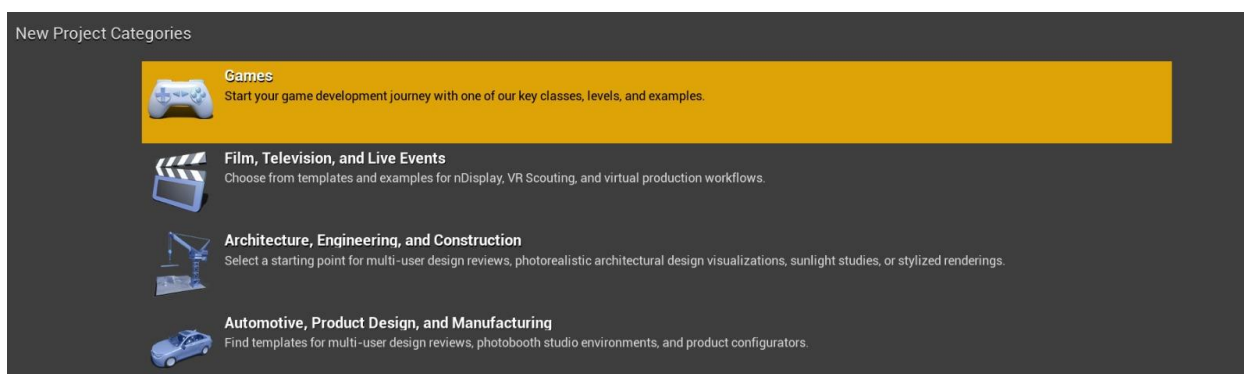 New Project Categories
Games
Start your game development journey with one of our key classes, levels, and examples.
Film, Television, and Live Events
Choose from templates and examples for nDisplay, VR Scouting, and virtual production workflows.
Architecture, Engineering, and Construction
Select a starting point for multi-user design reviews, photorealistic architectural design visualizations, sunlight studies, or stylized renderings.
Automotive, Product Design, and Manufacturing
Find templates for multi-user design reviews, photobooth studio environments, and product configurators.